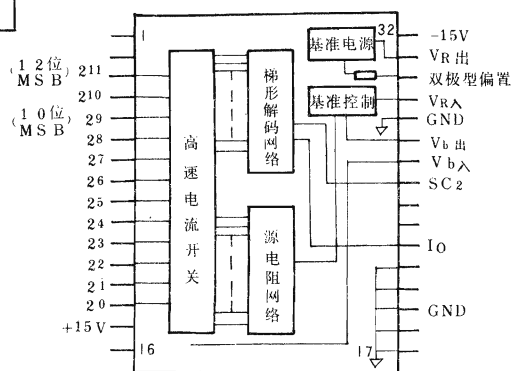 1
32
-15V
基准电源
VR出
(12位
MSB
211
双极型偏置
210
基准控制
VR入
(10位
MSB
29
GND
28
Vb出
27
Vb入
26
SC2
25
24
23
IO
22
21
20
GND
+15V
16
17
高速电流开关
梯形解码网络
源电阻网络